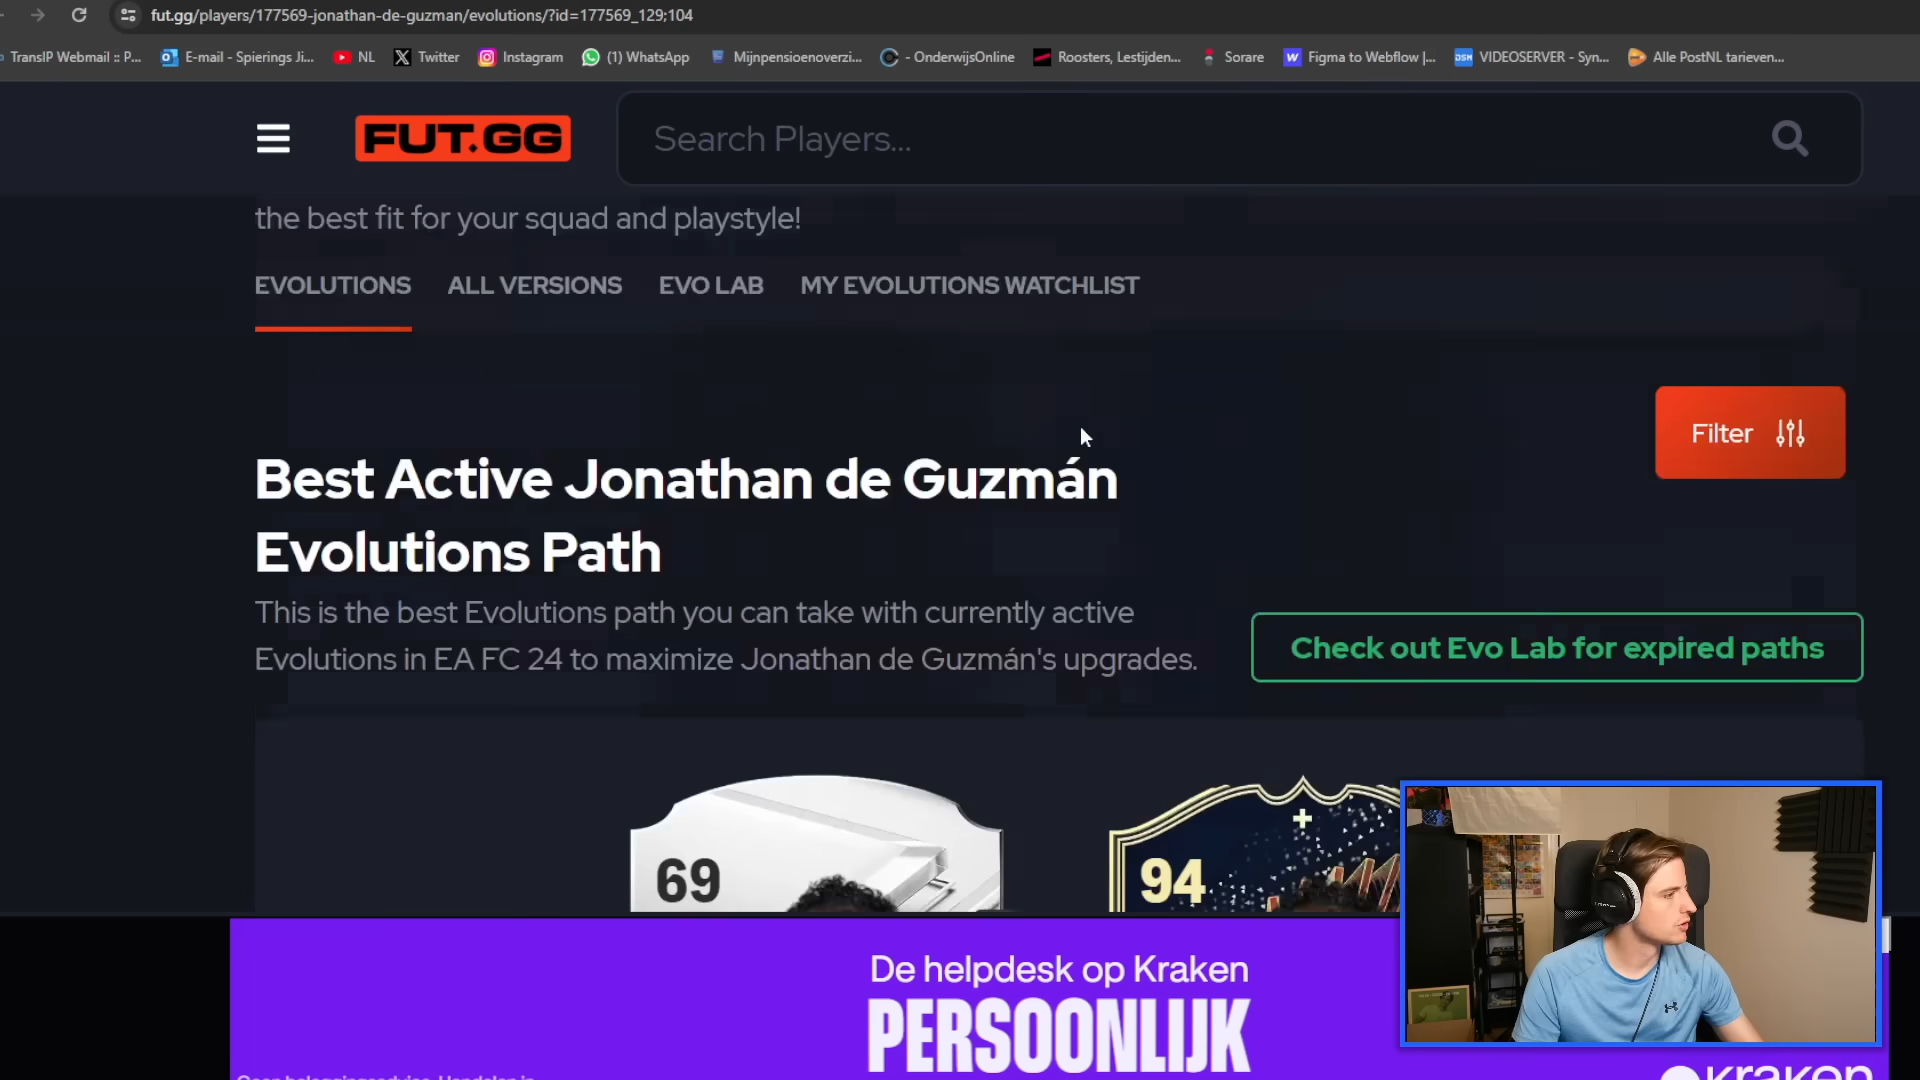 fut.gg/players/177569-jonathan-de-guzman/evolutions/?id=177569_129;104
TransIP Webmail :: P... E-mail - Spierings Ji... NL Twitter Instagram (1) WhatsApp Mijnpensioenoverzi... - OnderwijsOnline Roosters, Lestijden... Sorare Figma to Webflow |... VIDEOSERVER - Syn... Alle PostNL tarieven...
FUT.GG Search Players...
the best fit for your squad and playstyle!
EVOLUTIONS ALL VERSIONS EVO LAB MY EVOLUTIONS WATCHLIST
Filter
Best Active Jonathan de Guzmán
Evolutions Path
This is the best Evolutions path you can take with currently active
Evolutions in EA FC 24 to maximize Jonathan de Guzmán's upgrades.
Check out Evo Lab for expired paths
69 94
De helpdesk op Kraken
PERSOONLIJK
kraken